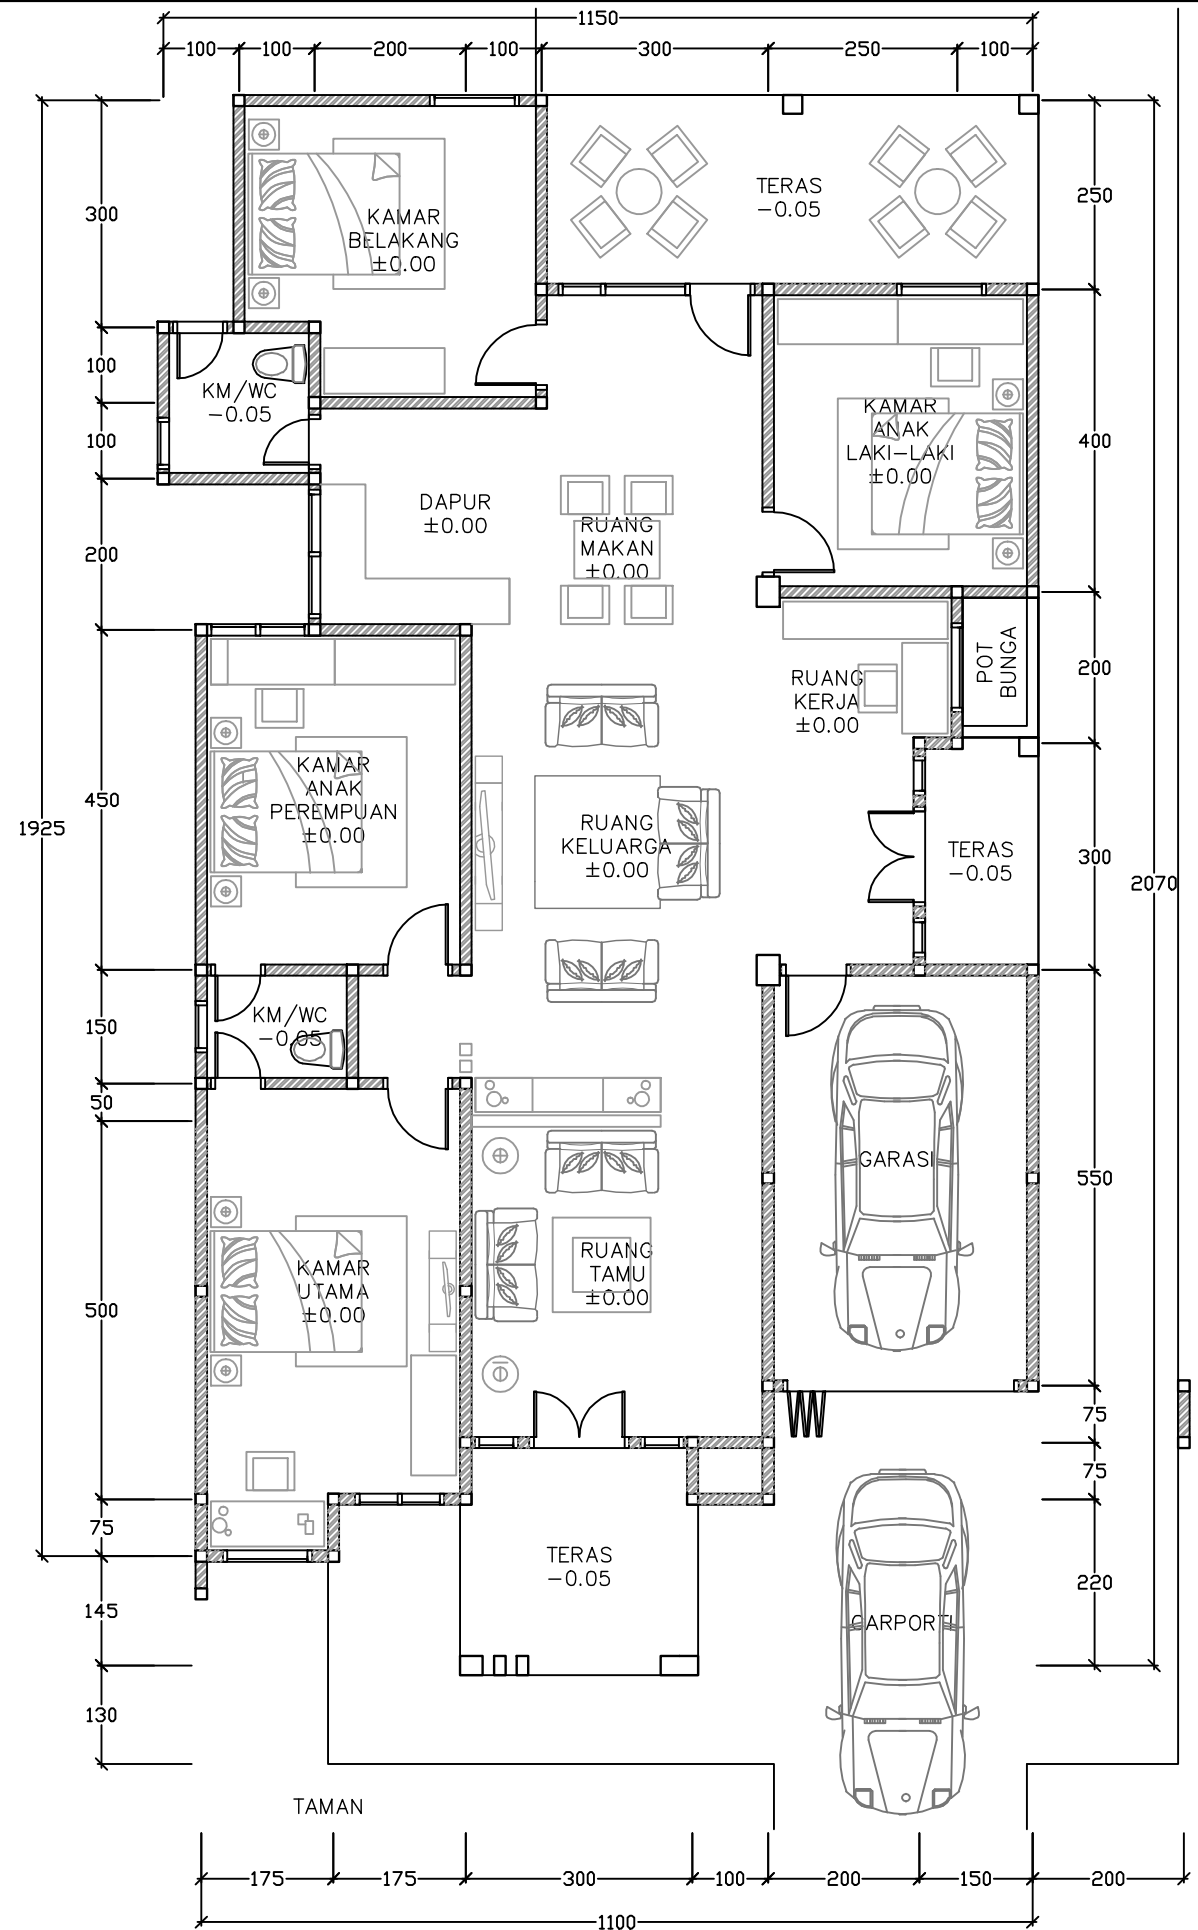 1150
100
100
200
100
300
250
100
300
100
100
200
450
150
50
500
75
145
130
1925
KAMAR
BELAKANG
±0.00
TERAS
-0.05
KM/WC
-0.05
DAPUR
±0.00
RUANG
MAKAN
±0.00
KAMAR
ANAK
LAKI-LAKI
±0.00
RUANG
KERJA
±0.00
POT
BUNGA
KAMAR
ANAK
PEREMPUAN
±0.00
RUANG
KELUARGA
±0.00
TERAS
-0.05
KM/WC
-0.05
GARASI
KAMAR
UTAMA
±0.00
RUANG
TAMU
±0.00
TERAS
-0.05
CARPORT
TAMAN
250
400
200
300
550
75
75
220
2070
175
175
300
100
200
150
200
1100